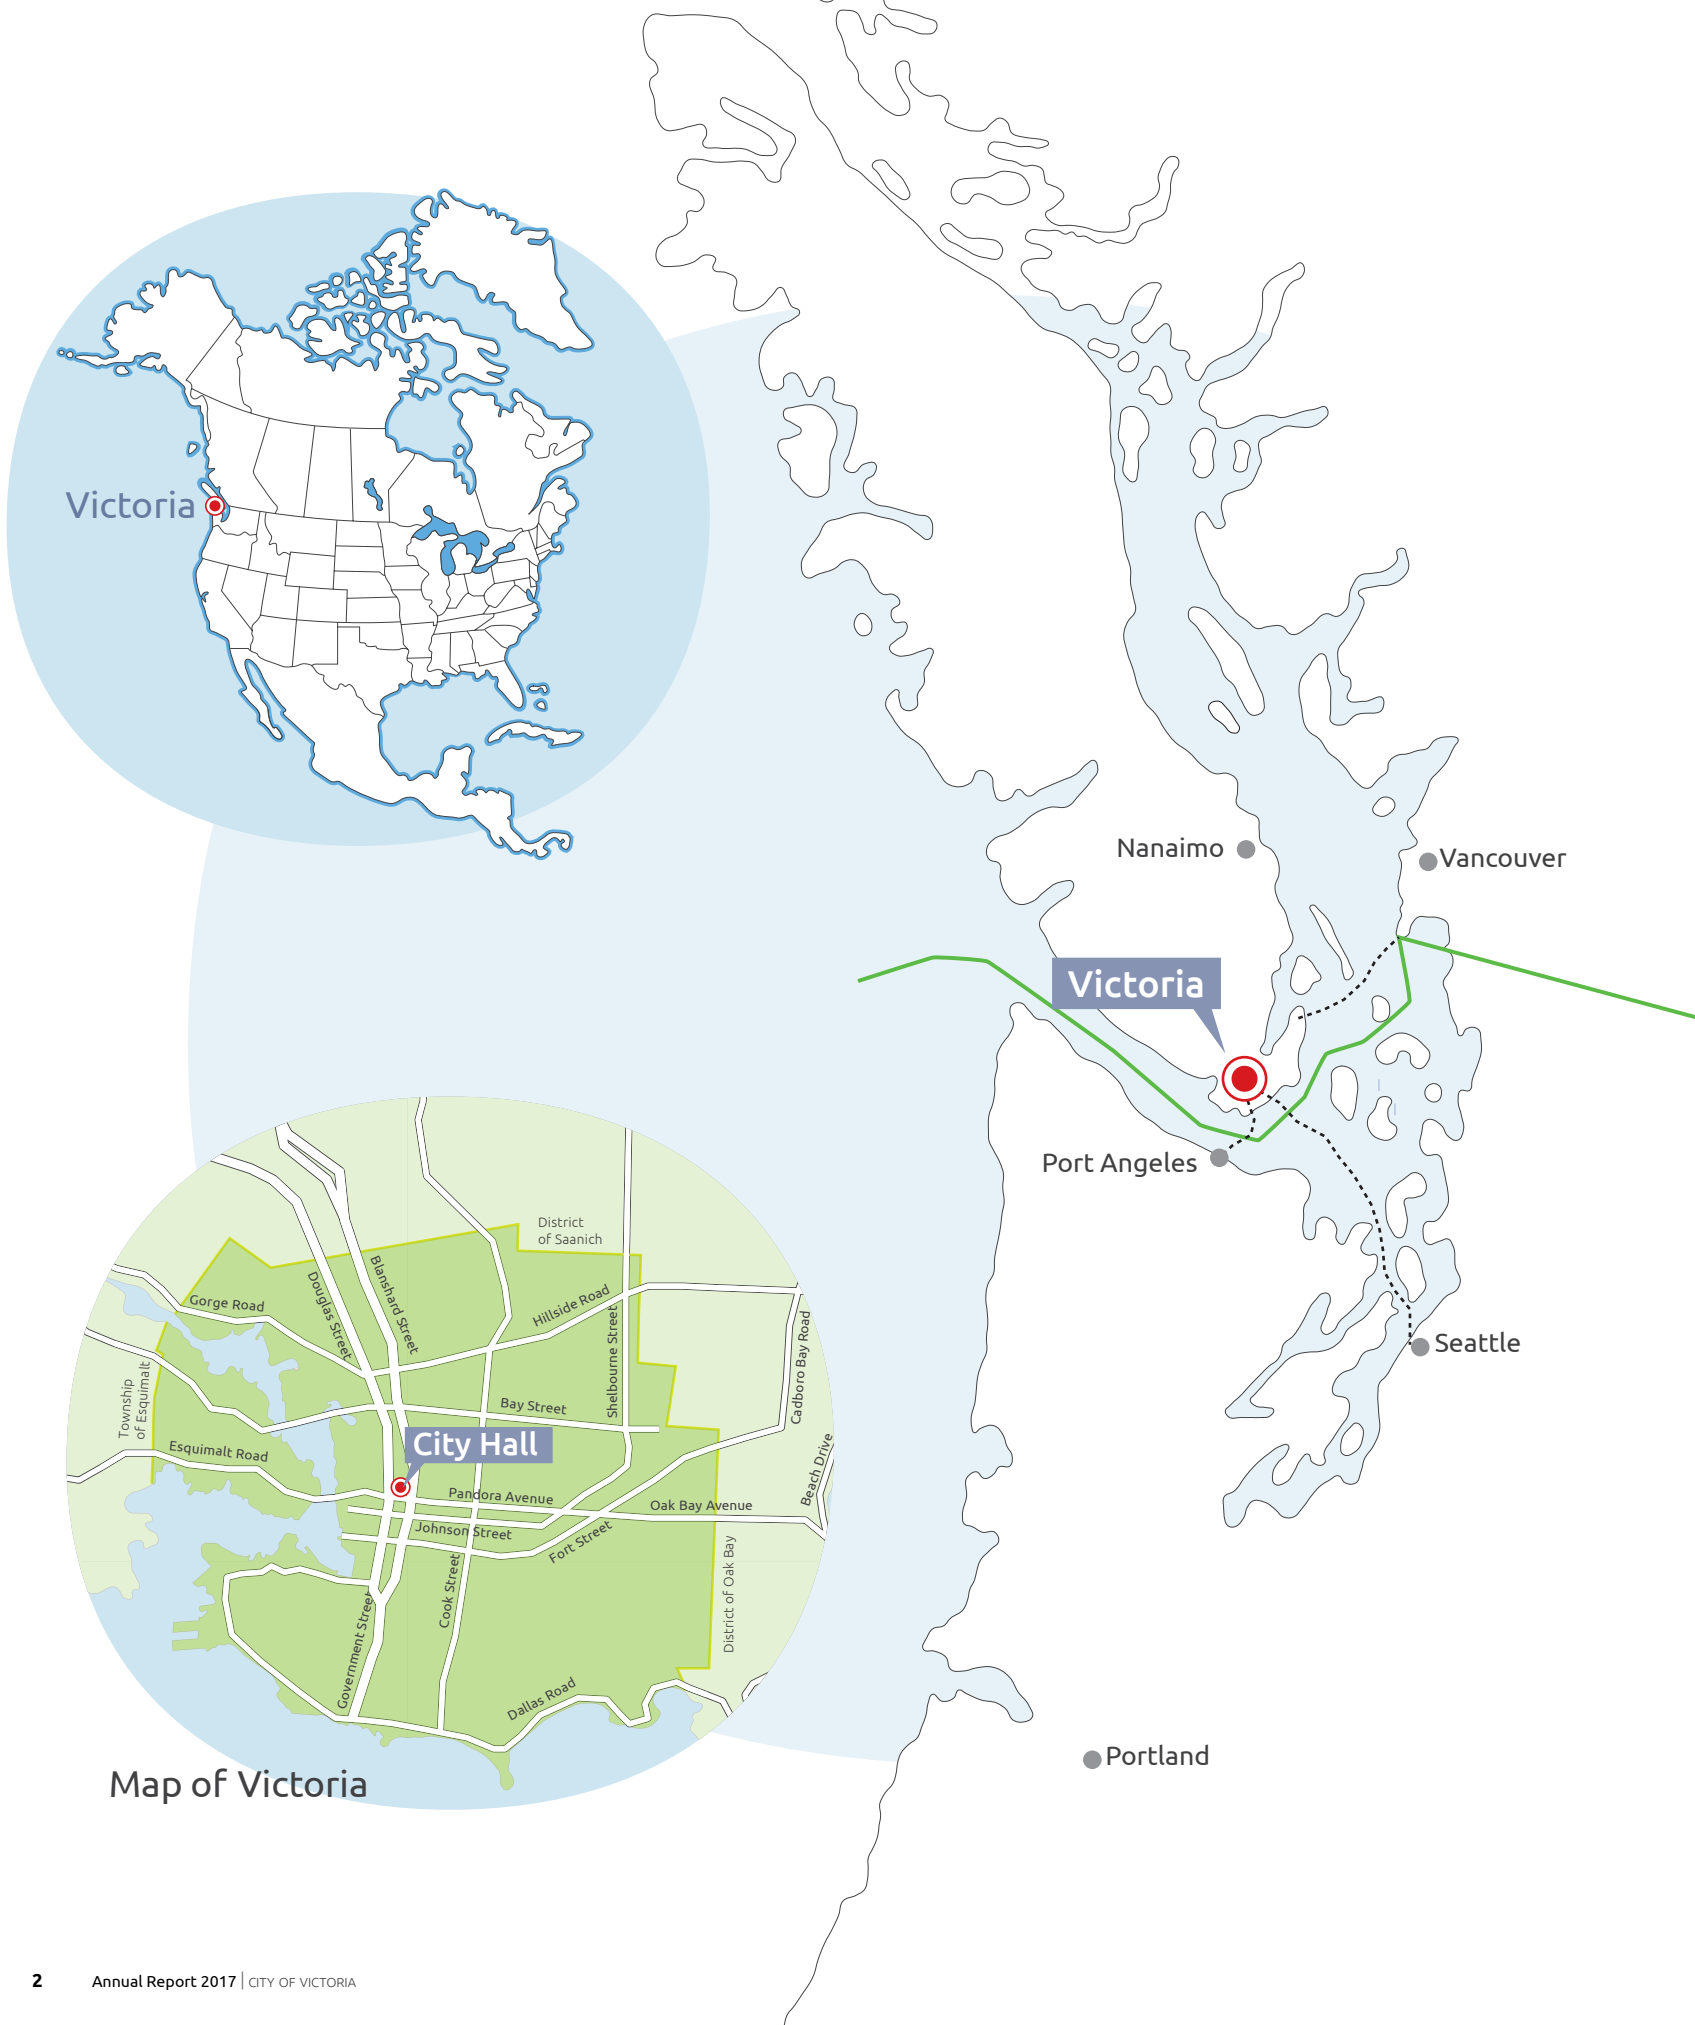 Victoria
Nanaimo
Vancouver
Victoria
Port Angeles
Seattle
Portland
District
of Saanich
Gorge Road
Douglas Street
Blanshard Street
Hillside Road
Shelbourne Street
Cadboro Bay Road
Township
of Esquimalt
Bay Street
Esquimalt Road
City Hall
Beach Drive
Pandora Avenue
Oak Bay Avenue
Johnson Street
Fort Street
Cook Street
District of Oak Bay
Government Street
Dallas Road
Map of Victoria
2 Annual Report 2017 | CITY OF VICTORIA